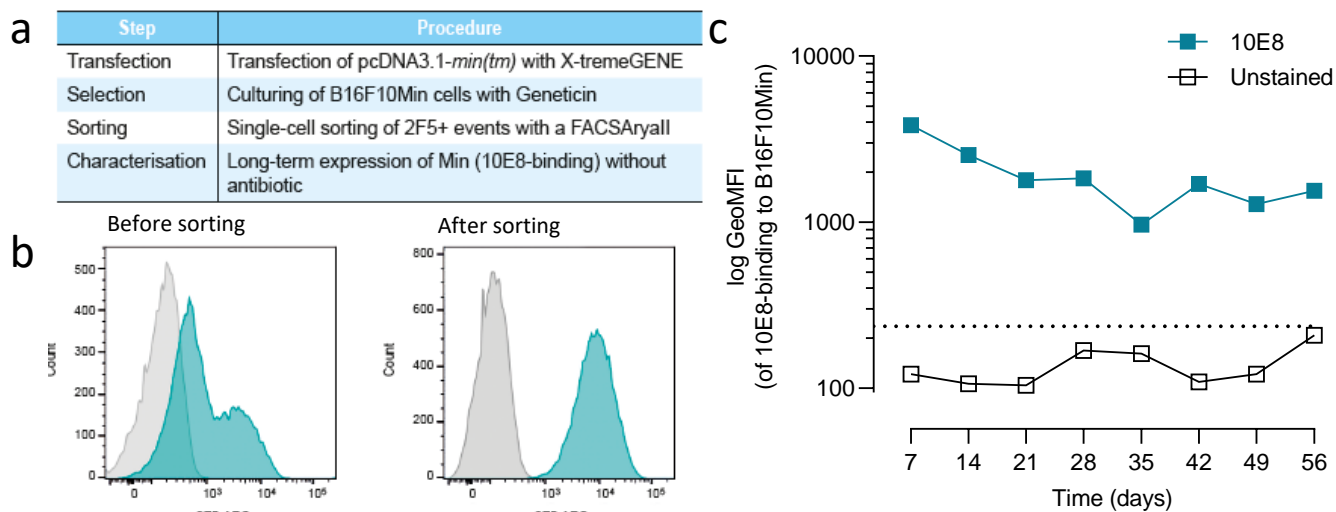 a
Step Procedure
Transfection Transfection of pcDNA3.1-min(tm) with X-tremeGENE
Selection Culturing of B16F10Min cells with Geneticin
Sorting Single-cell sorting of 2F5+ events with a FACSAryaII
Characterisation Long-term expression of Min (10E8-binding) without
antibiotic
b
Before sorting
500
400
300
200
100
0
0 10³ 10⁴ 10⁵
After sorting
Count
800
600
400
200
0
0 10³ 10⁴ 10⁵
c
10E8
Unstained
log GeoMFI
(of 10E8-binding to B16F10Min)
10000
1000
100
7 14 21 28 35 42 49 56
Time (days)